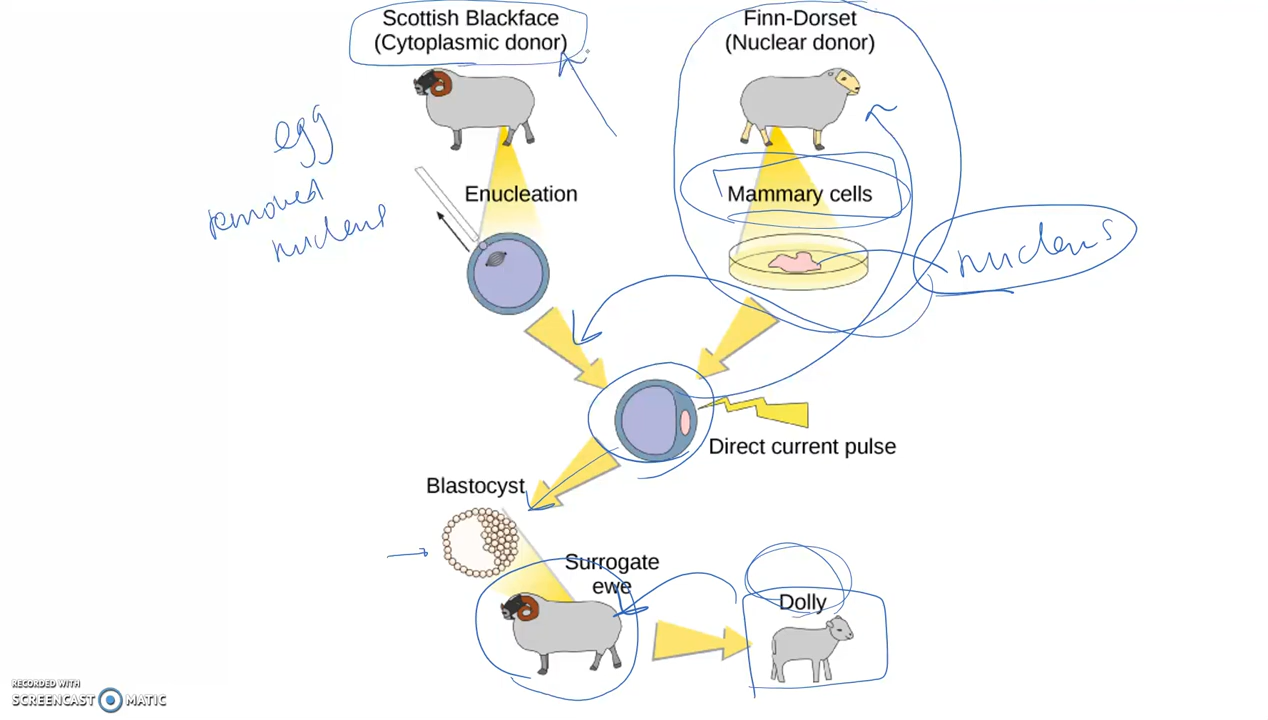 Scottish Blackface
(Cytoplasmic donor)
Finn-Dorset
(Nuclear donor)
egg
removed
nucleus
Enucleation
Mammary cells
nucleus
Direct current pulse
Blastocyst
Surrogate
ewe
Dolly
RECORDED WITH
SCREENCAST MATIC